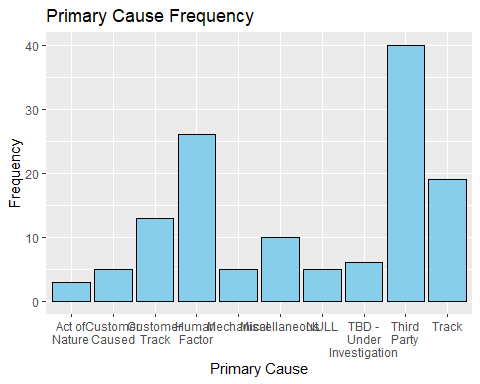 Primary Cause Frequency
Frequency
40
30
20
10
0
Act of
Nature
Customer
Caused
Customer
Track
Human
Factor
Mechanical
Miscellaneous
NULL
TBD -
Under
Investigation
Third
Party
Track
Primary Cause